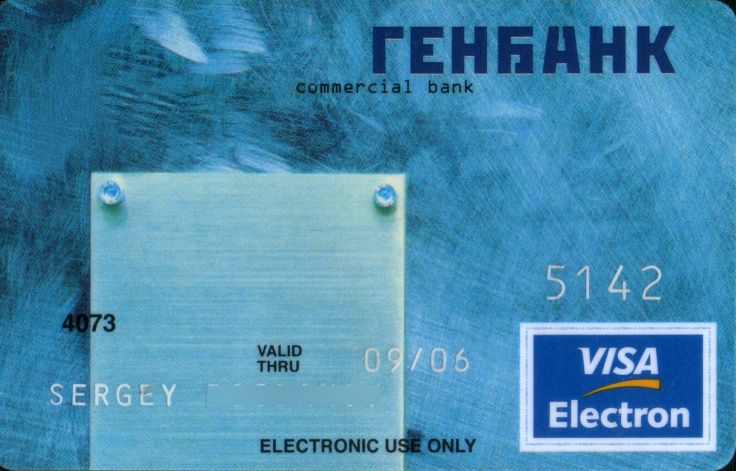 ГЕНБАНК
commercial bank
5142
4073
VALID
THRU 09/06
SERGEY
VISA
Electron
ELECTRONIC USE ONLY